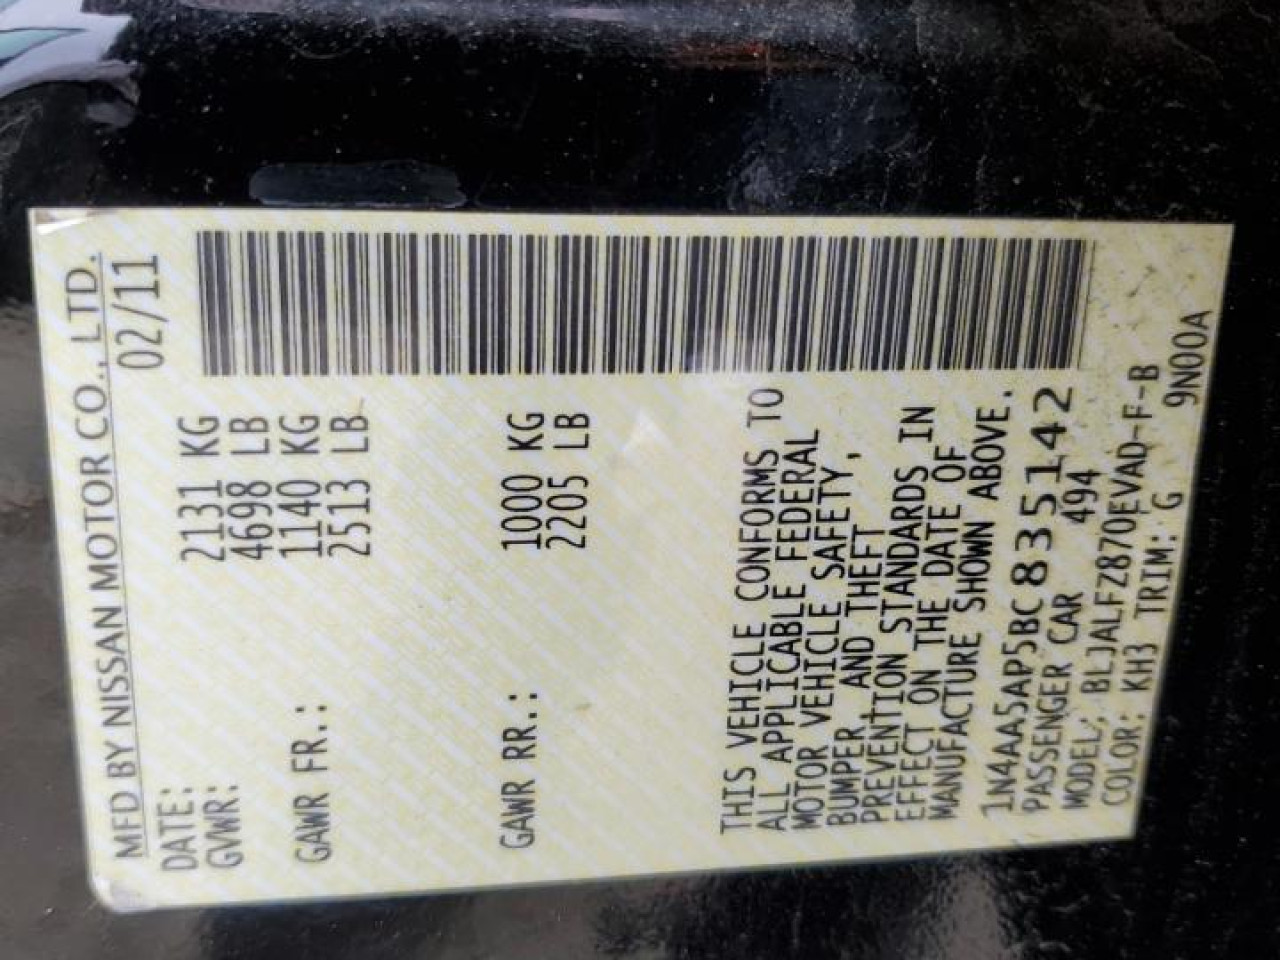 MFD BY NISSAN MOTOR CO., LTD.
DATE: 02/11
GVWR: 2131 KG
4698 LB
GAWR FR.: 1140 KG
2513 LB
GAWR RR.: 1000 KG
2205 LB
THIS VEHICLE CONFORMS TO
ALL APPLICABLE FEDERAL
MOTOR VEHICLE SAFETY,
BUMPER, AND THEFT
PREVENTION STANDARDS IN
EFFECT ON THE DATE OF
MANUFACTURE SHOWN ABOVE.
1N4AA5AP5BC835142
PASSENGER CAR 494
MODEL: BLJALFZ870EVAD-F-B
COLOR: KH3 TRIM: G 9N00A